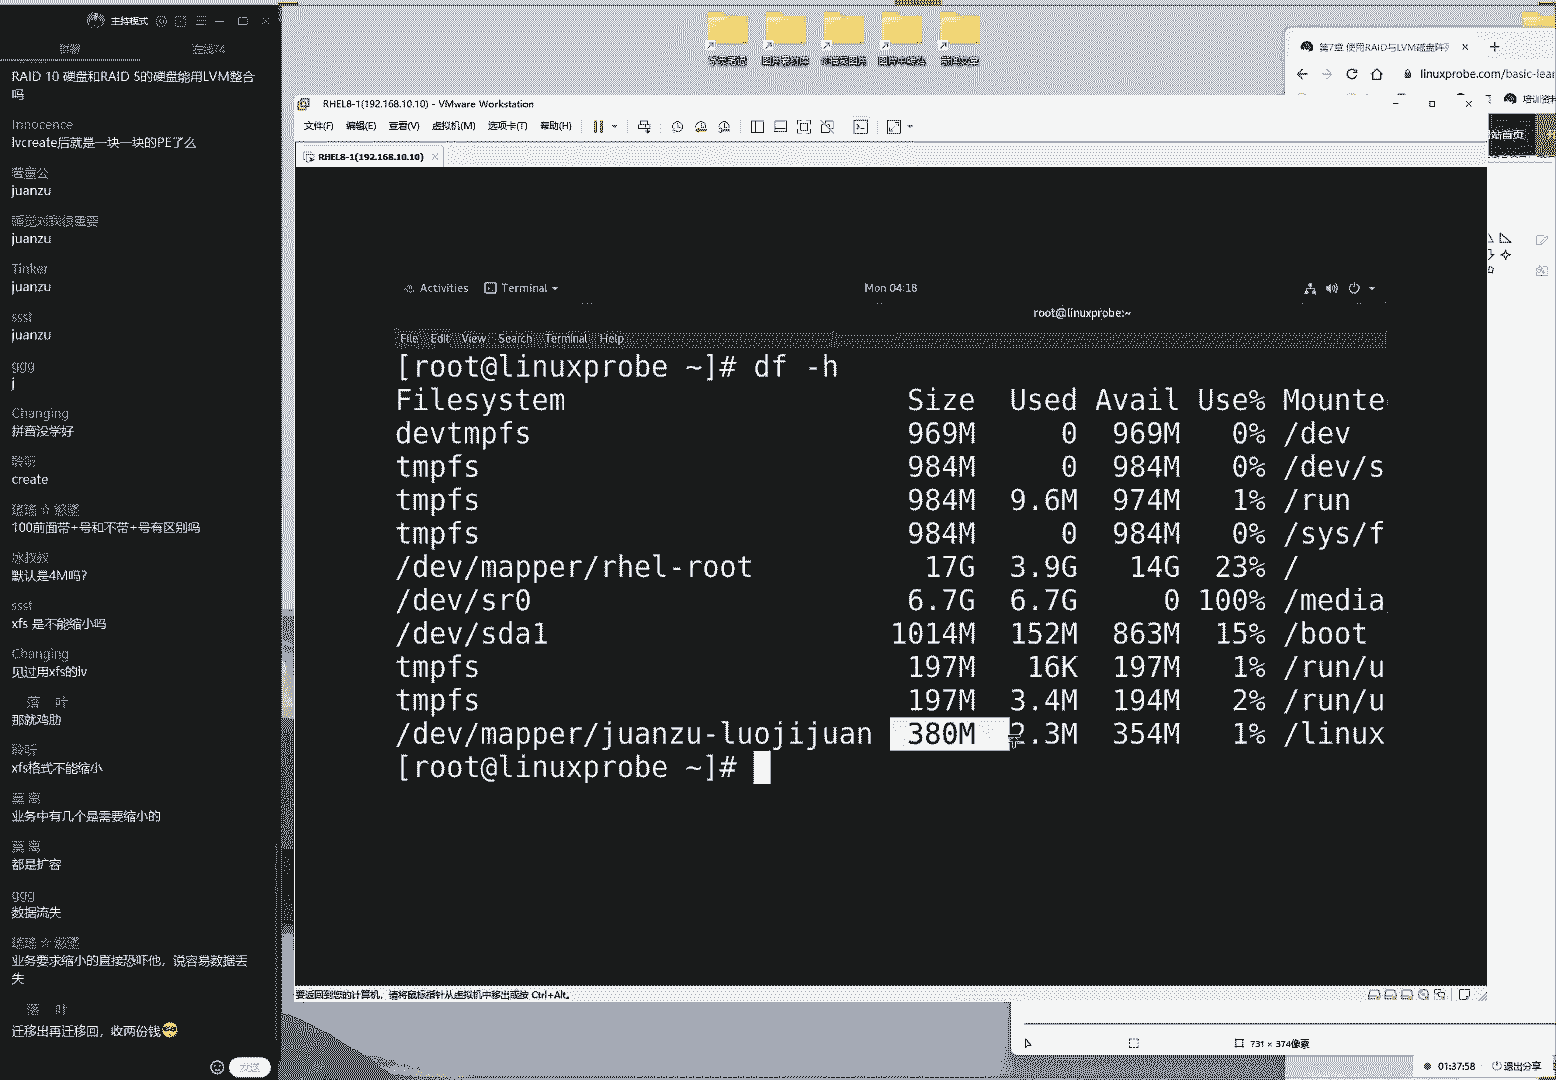 主持模式
在线74
RAID 10 硬盘和RAID 5的硬盘能用LVM整合
吗
Innocence
lvcreate后就是一块一块的PE了么
juanzu
juanzu
Tinker
juanzu
ssst
juanzu
ggg
j
Changing
拼音没学好
聆听
create
100前面带+号和不带+号有区别吗
默认是4M吗?
ssst
xfs 是不能缩小吗
Changing
见过用xfs的lv
落 叶
那就鸡肋
聆听
xfs格式不能缩小
业务中有几个是需要缩小的
都是扩容
ggg
数据流失
业务要求缩小的直接恐吓他，说容易数据丢
失
落 叶
迁移出再迁移回，收两份钱
发送
第7章 使用RAID与LVM磁盘阵列
linuxprobe.com/basic-lear
培训资料
网站首页
RHEL8-1(192.168.10.10) - VMware Workstation
文件(F) 编辑(E) 查看(V) 虚拟机(M) 选项卡(T) 帮助(H)
RHEL8-1(192.168.10.10)
Activities Terminal Mon 04:18
root@linuxprobe:~
File Edit View Search Terminal Help
[root@linuxprobe ~]# df -h
Filesystem Size Used Avail Use% Mounte
devtmpfs 969M 0 969M 0% /dev
tmpfs 984M 0 984M 0% /dev/s
tmpfs 984M 9.6M 974M 1% /run
tmpfs 984M 0 984M 0% /sys/f
/dev/mapper/rhel-root 17G 3.9G 14G 23% /
/dev/sr0 6.7G 6.7G 0 100% /media
/dev/sda1 1014M 152M 863M 15% /boot
tmpfs 197M 16K 197M 1% /run/u
tmpfs 197M 3.4M 194M 2% /run/u
/dev/mapper/juanzu-luojijuan 380M 2.3M 354M 1% /linux
[root@linuxprobe ~]#
要返回到您的计算机，请将鼠标指针从虚拟机中移出或按 Ctrl+Alt。
731 × 374像素
01:37:58 退出分享